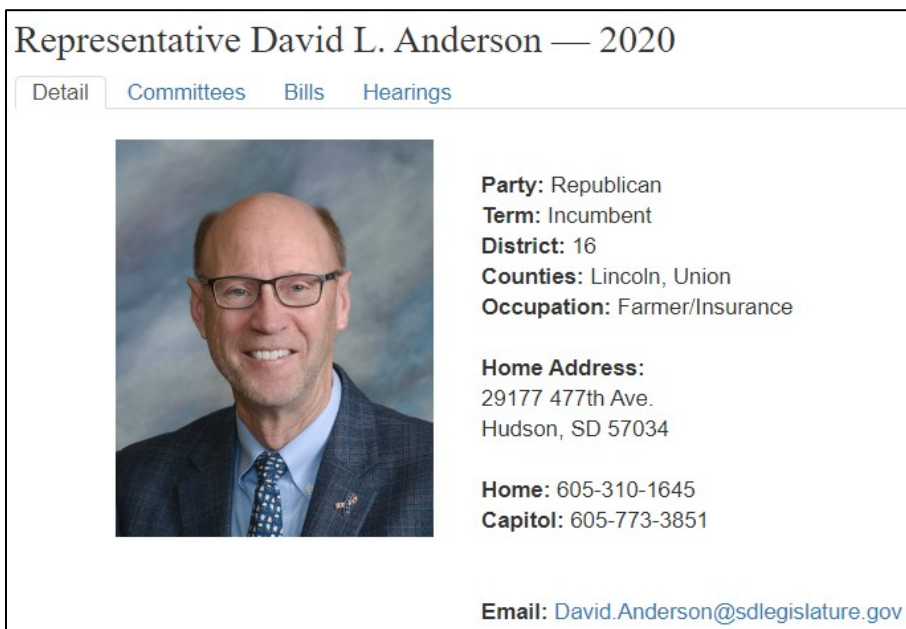 Representative David L. Anderson — 2020
Detail Committees Bills Hearings
Party: Republican
Term: Incumbent
District: 16
Counties: Lincoln, Union
Occupation: Farmer/Insurance
Home Address:
29177 477th Ave.
Hudson, SD 57034
Home: 605-310-1645
Capitol: 605-773-3851
Email: David.Anderson@sdlegislature.gov